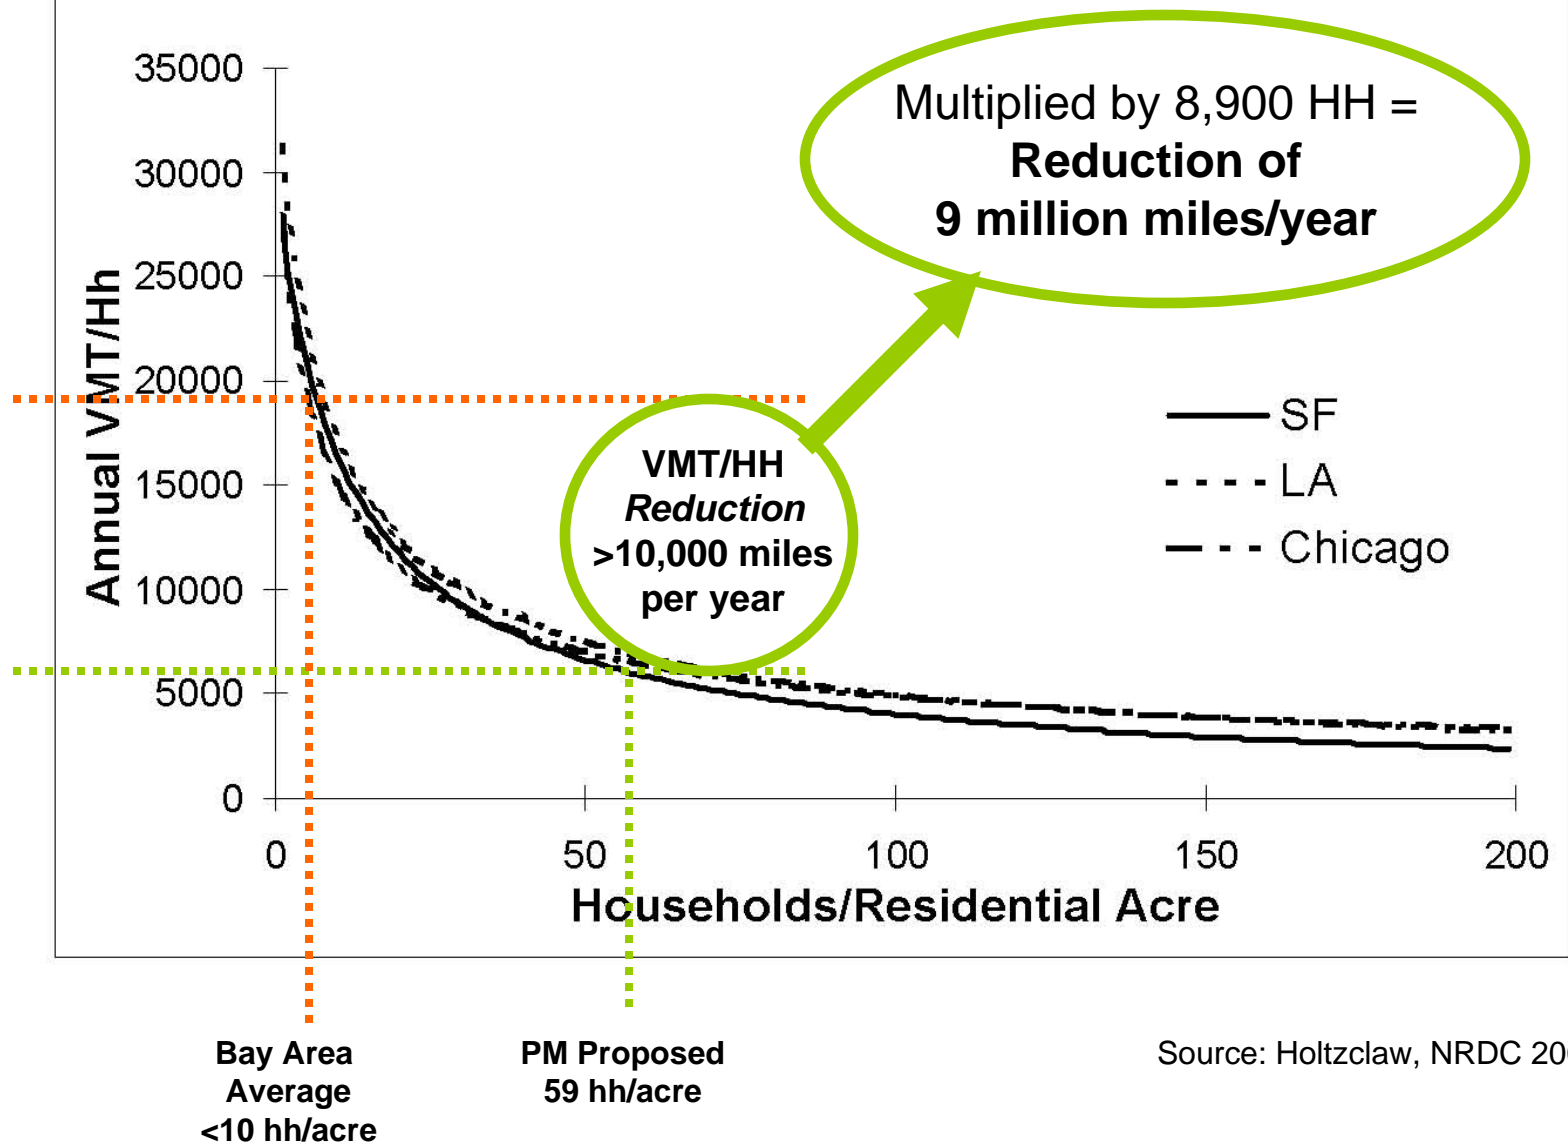 Multiplied by 8,900 HH =
Reduction of
9 million miles/year
35000
30000
25000
20000
15000
10000
5000
0
Annual VMT/Hh
VMT/HH
Reduction
>10,000 miles
per year
SF
LA
Chicago
0 50 100 150 200
Households/Residential Acre
Bay Area
Average
<10 hh/acre
PM Proposed
59 hh/acre
Source: Holtzclaw, NRDC